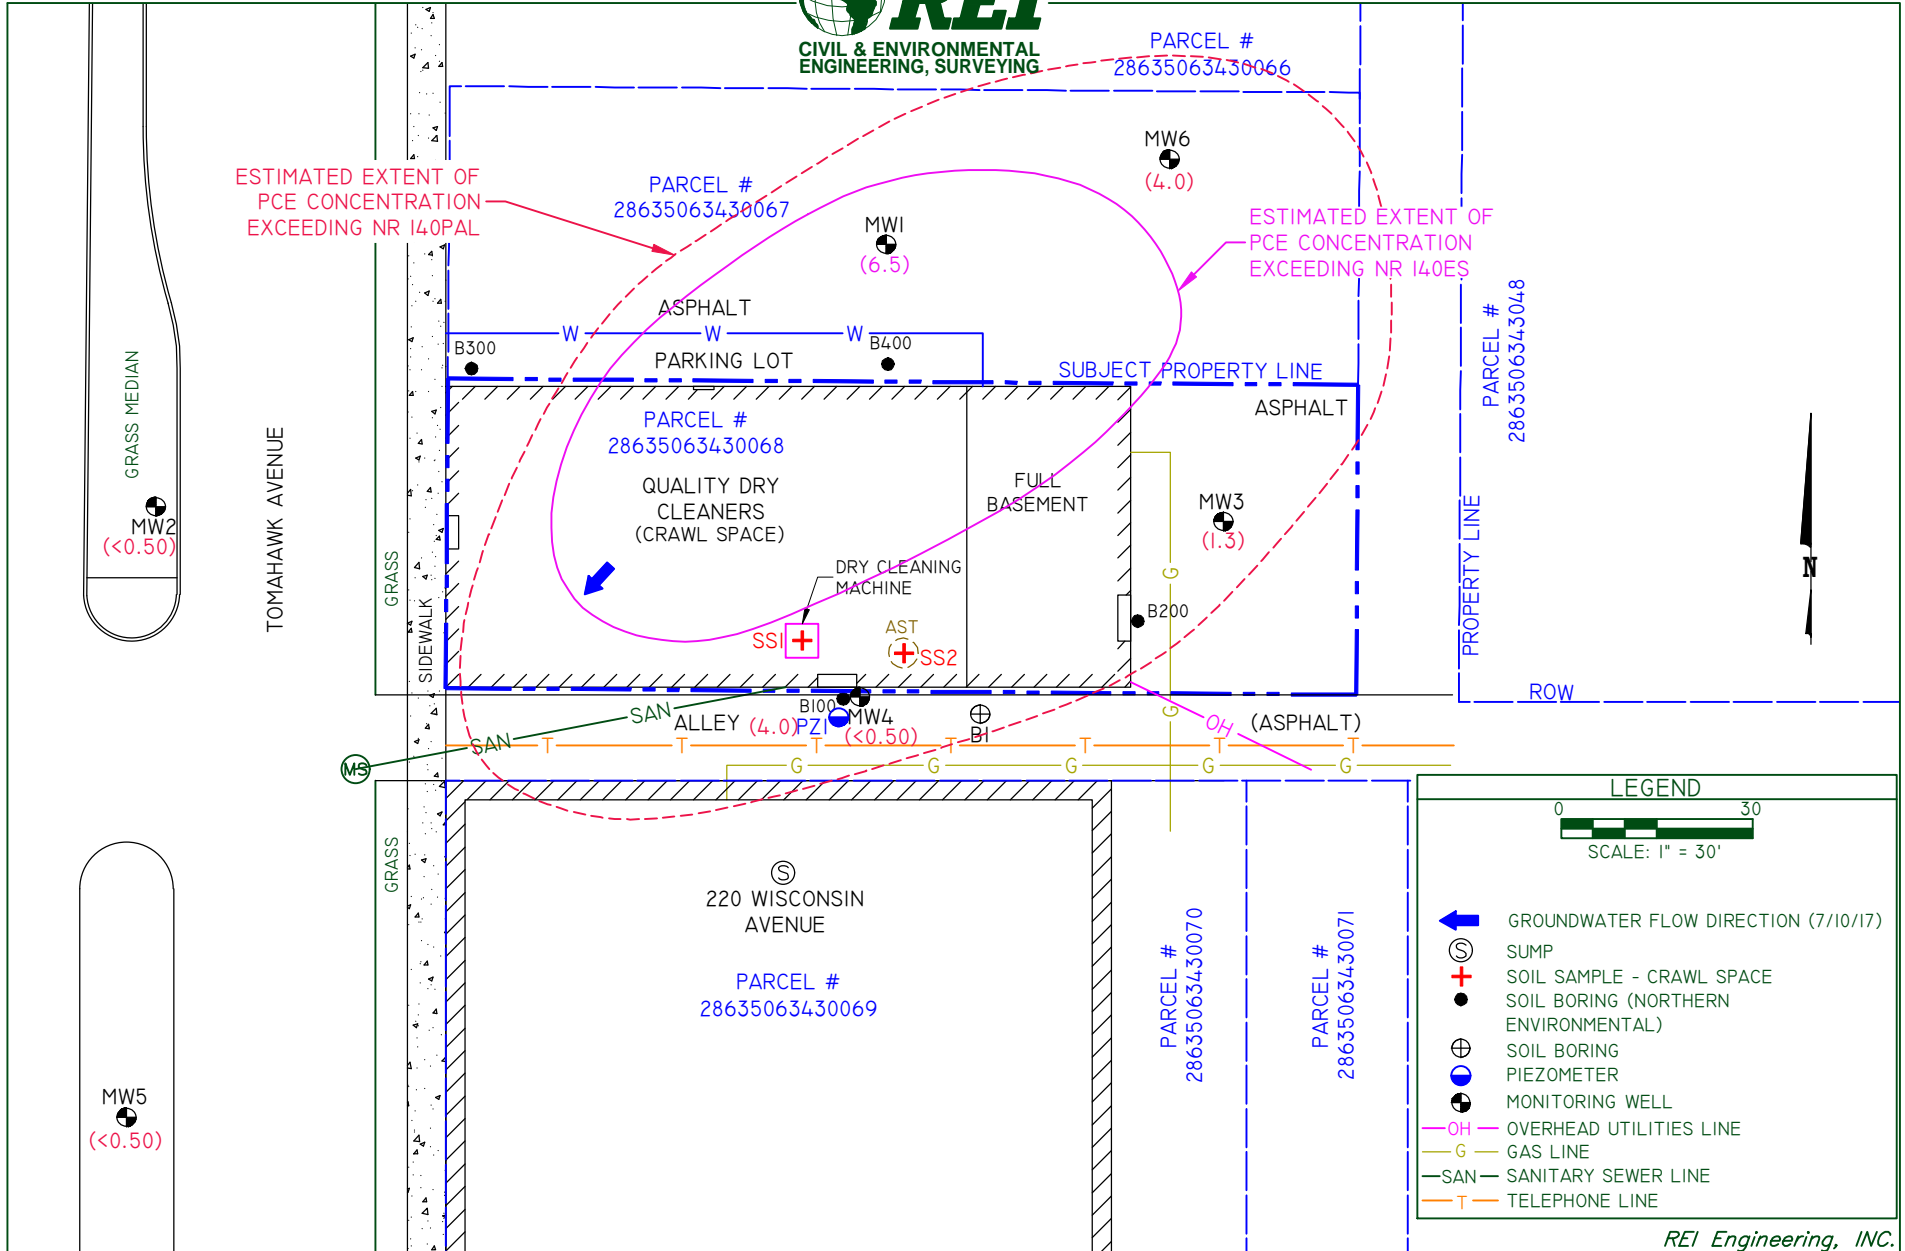 REI
CIVIL & ENVIRONMENTAL
ENGINEERING, SURVEYING
PARCEL #
28635063430066
MW6
(4.0)
ESTIMATED EXTENT OF
PCE CONCENTRATION
EXCEEDING NR 140PAL
PARCEL #
28635063430067
MW1
(6.5)
ESTIMATED EXTENT OF
PCE CONCENTRATION
EXCEEDING NR 140ES
ASPHALT
W W W
PARKING LOT
B300
B400
SUBJECT PROPERTY LINE
ASPHALT
PARCEL #
2863506343048
GRASS MEDIAN
MW2
(<0.50)
TOMAHAWK AVENUE
GRASS
SIDEWALK
PARCEL #
28635063430068
QUALITY DRY
CLEANERS
(CRAWL SPACE)
FULL
BASEMENT
MW3
(1.3)
DRY CLEANING
MACHINE
SS1
AST
SS2
G
B200
G
PROPERTY LINE
ROW
N
SAN
SAN
MS
ALLEY
(4.0)
PZ1
B100
MW4
(<0.50)
B1
OH
(ASPHALT)
T T T T T T T
G G G G G
GRASS
S
220 WISCONSIN
AVENUE
PARCEL #
28635063430069
PARCEL #
28635063430070
PARCEL #
28635063430071
MW5
(<0.50)
LEGEND
0 30
SCALE: 1" = 30'
GROUNDWATER FLOW DIRECTION (7/10/17)
S SUMP
SOIL SAMPLE - CRAWL SPACE
SOIL BORING (NORTHERN
ENVIRONMENTAL)
SOIL BORING
PIEZOMETER
MONITORING WELL
OH OVERHEAD UTILITIES LINE
G GAS LINE
SAN SANITARY SEWER LINE
T TELEPHONE LINE
REI Engineering, INC.